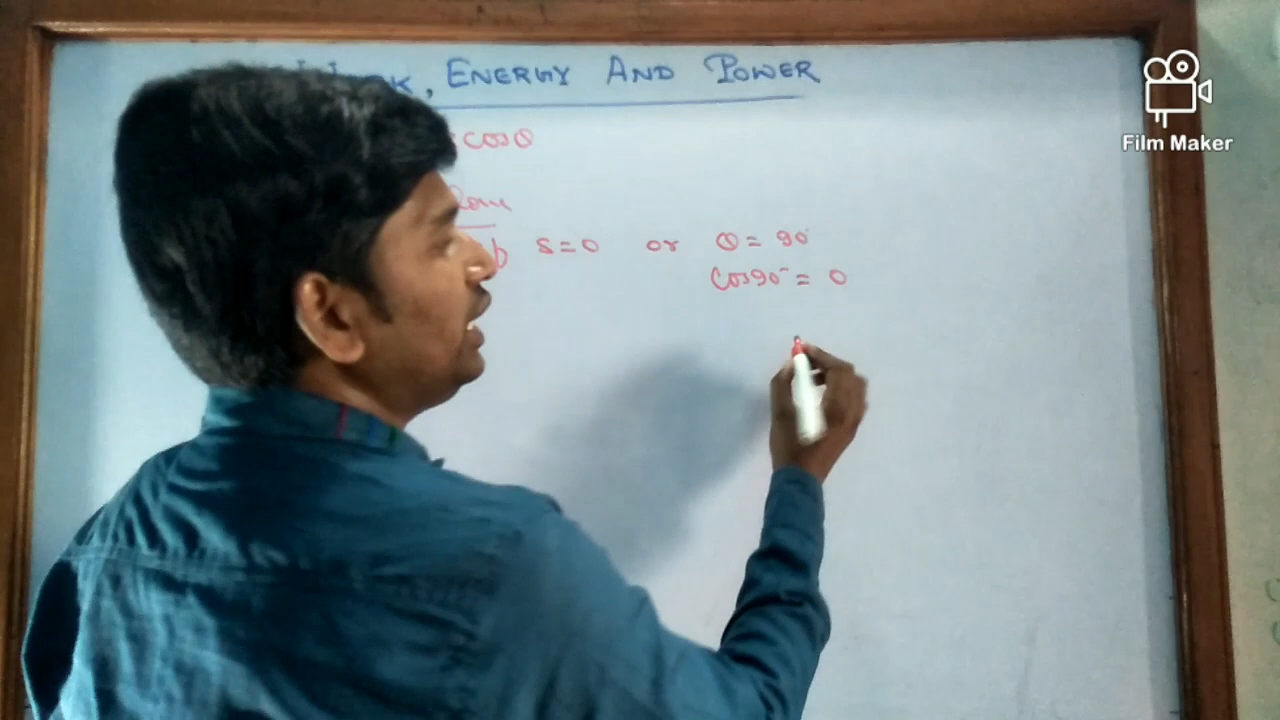 , ENERGY AND POWER
cosθ
s=0 or θ= 90°
Cos90°= 0
Film Maker